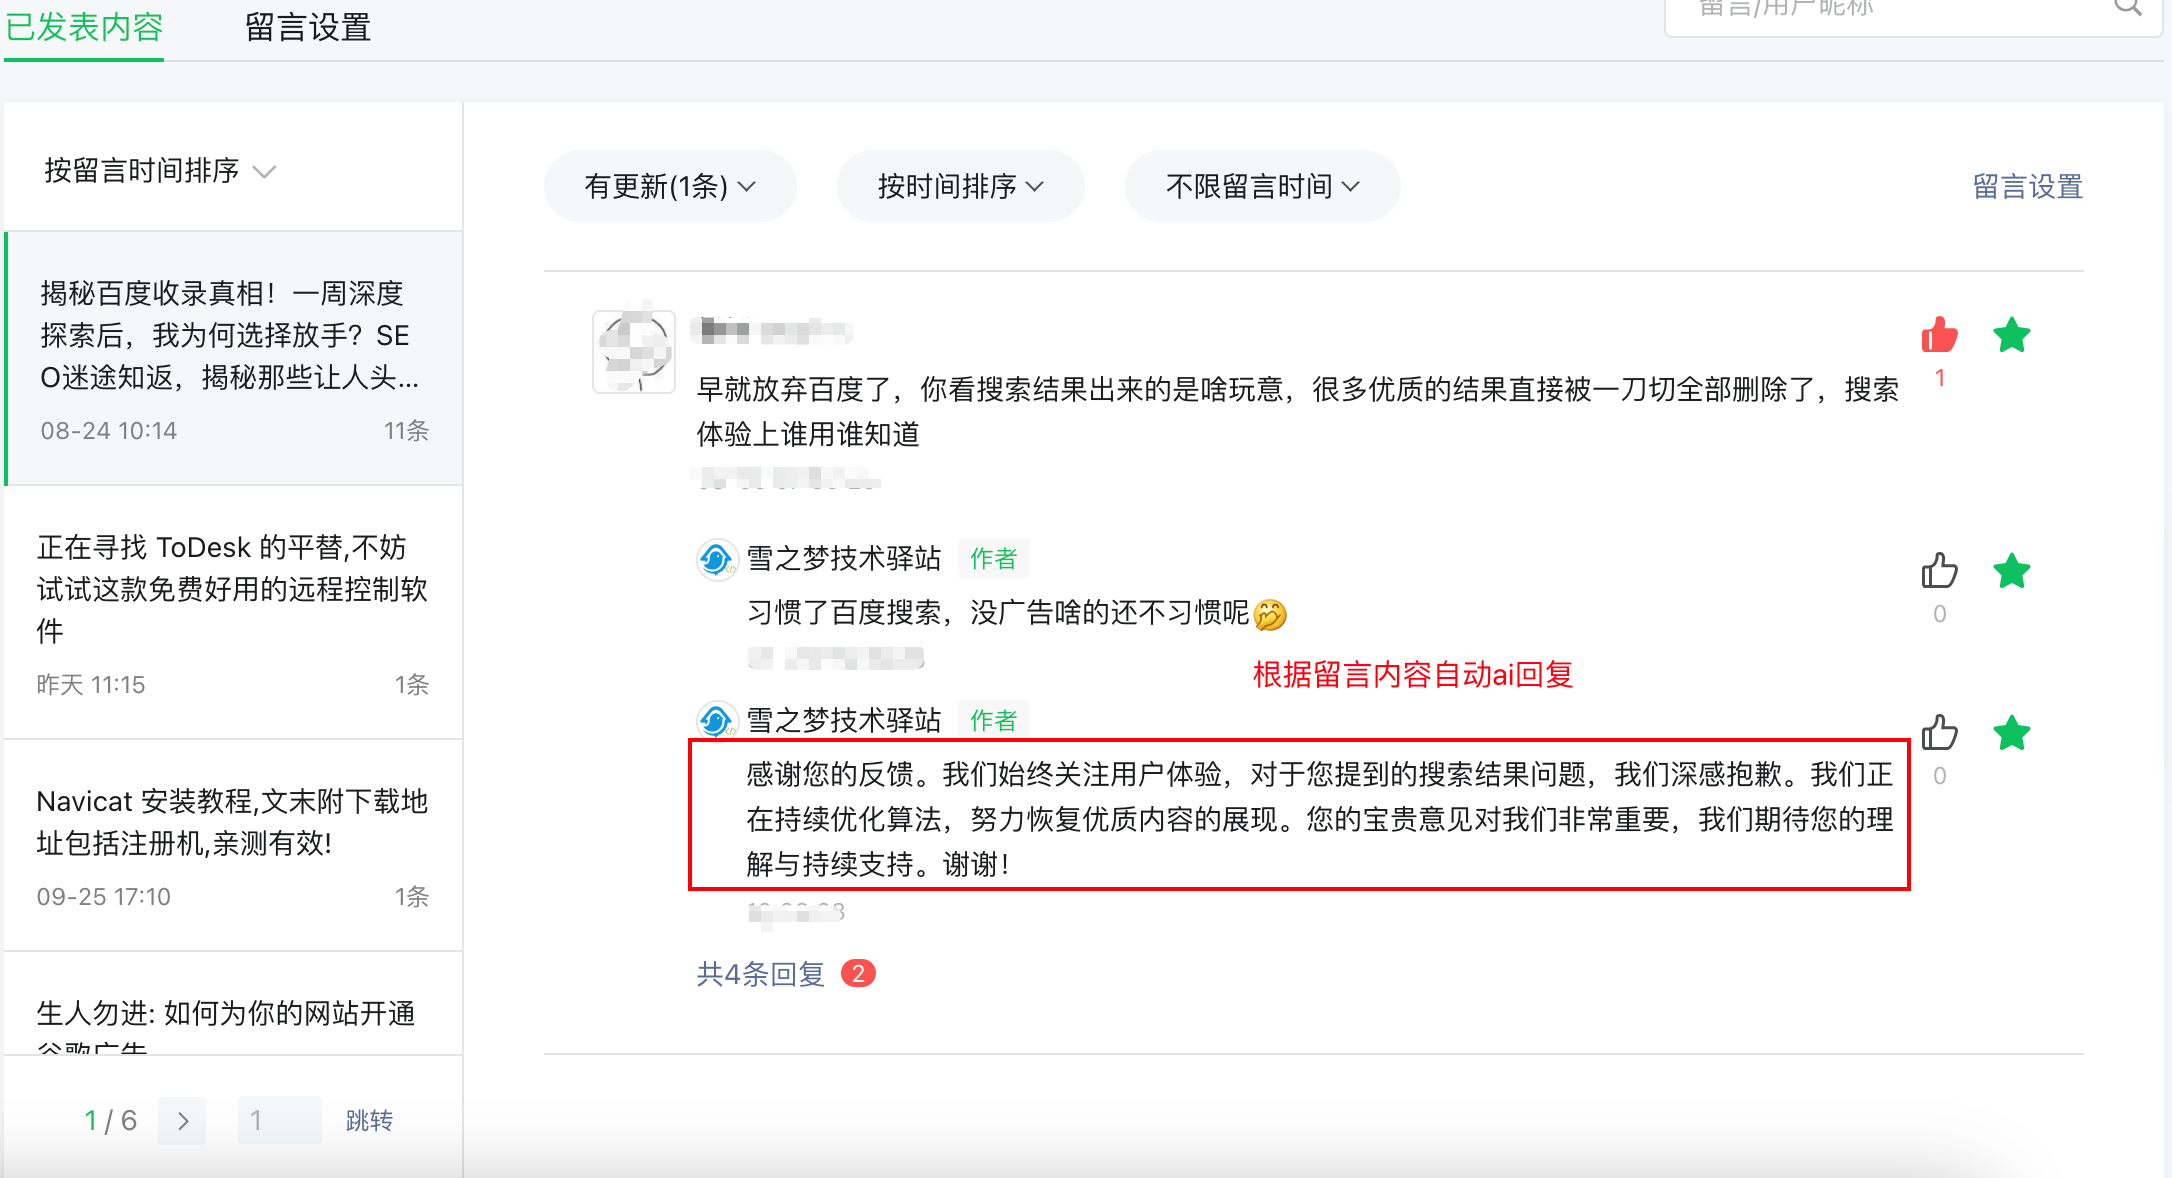 已发表内容
留言设置
留言/用户昵称
按留言时间排序
揭秘百度收录真相！一周深度
探索后，我为何选择放手？SE
O迷途知返，揭秘那些让人头...
08-24 10:14
11条
正在寻找 ToDesk 的平替,不妨
试试这款免费好用的远程控制软
件
昨天 11:15
1条
Navicat 安装教程,文末附下载地
址包括注册机,亲测有效!
09-25 17:10
1条
生人勿进: 如何为你的网站开通
谷歌广告
1 / 6
1
跳转
有更新(1条)
按时间排序
不限留言时间
留言设置
早就放弃百度了，你看搜索结果出来的是啥玩意，很多优质的结果直接被一刀切全部删除了，搜索
体验上谁用谁知道
1
雪之梦技术驿站
作者
习惯了百度搜索，没广告啥的还不习惯呢🤭
0
根据留言内容自动ai回复
雪之梦技术驿站
作者
感谢您的反馈。我们始终关注用户体验，对于您提到的搜索结果问题，我们深感抱歉。我们正
在持续优化算法，努力恢复优质内容的展现。您的宝贵意见对我们非常重要，我们期待您的理
解与持续支持。谢谢！
0
共4条回复
2